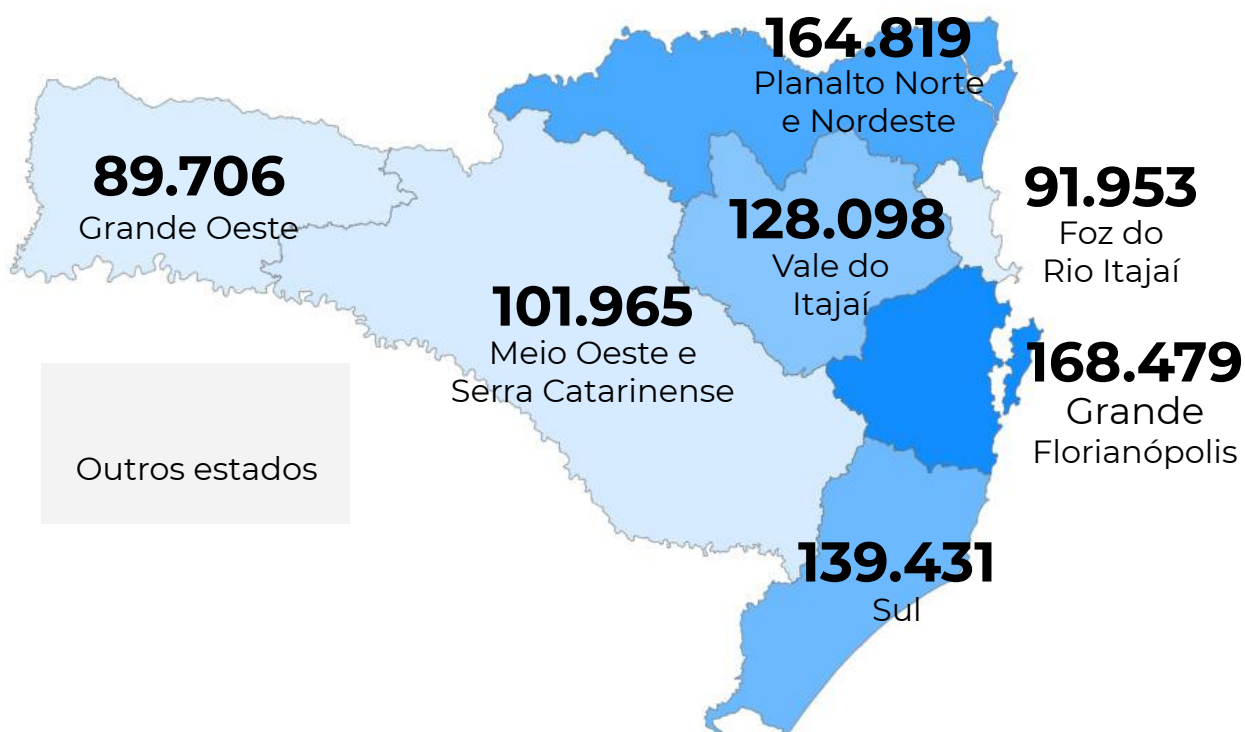 164.819
Planalto Norte
e Nordeste
89.706
Grande Oeste
91.953
Foz do
Rio Itajaí
128.098
Vale do
Itajaí
101.965
Meio Oeste e
Serra Catarinense
168.479
Grande
Florianópolis
Outros estados
139.431
Sul